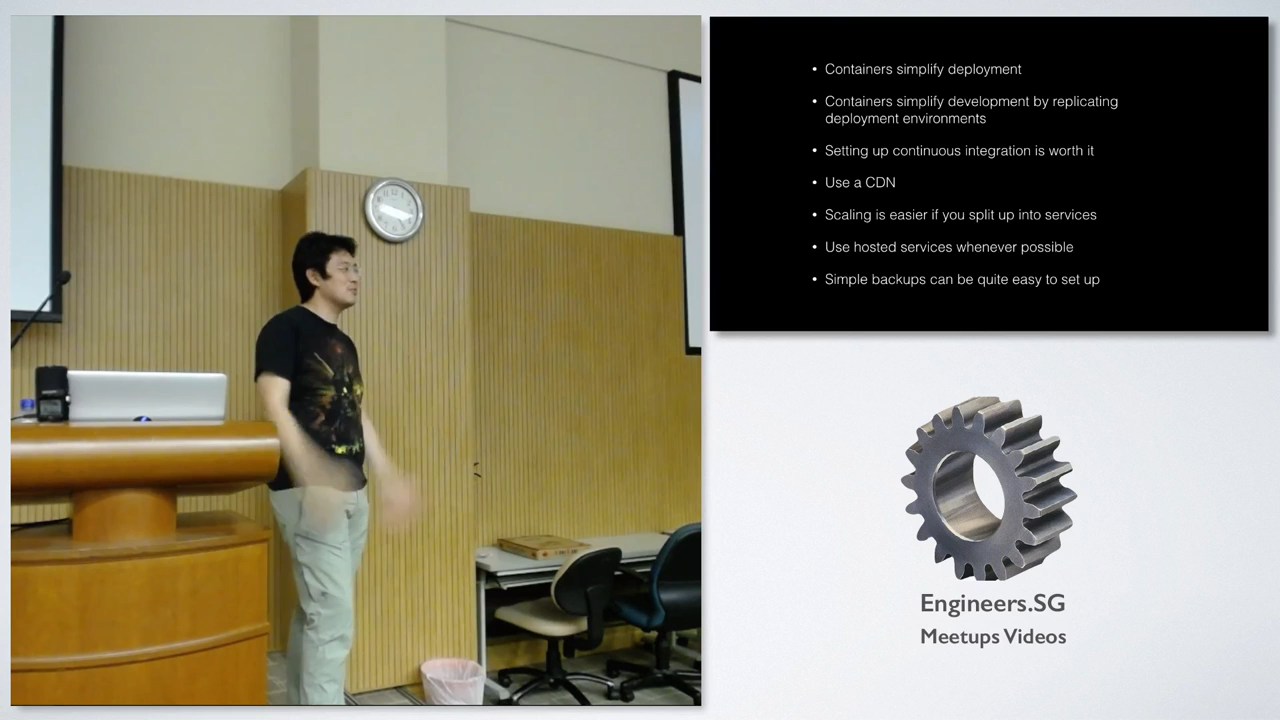 • Containers simplify deployment
• Containers simplify development by replicating
deployment environments
• Setting up continuous integration is worth it
• Use a CDN
• Scaling is easier if you split up into services
• Use hosted services whenever possible
• Simple backups can be quite easy to set up
Engineers.SG
Meetups Videos